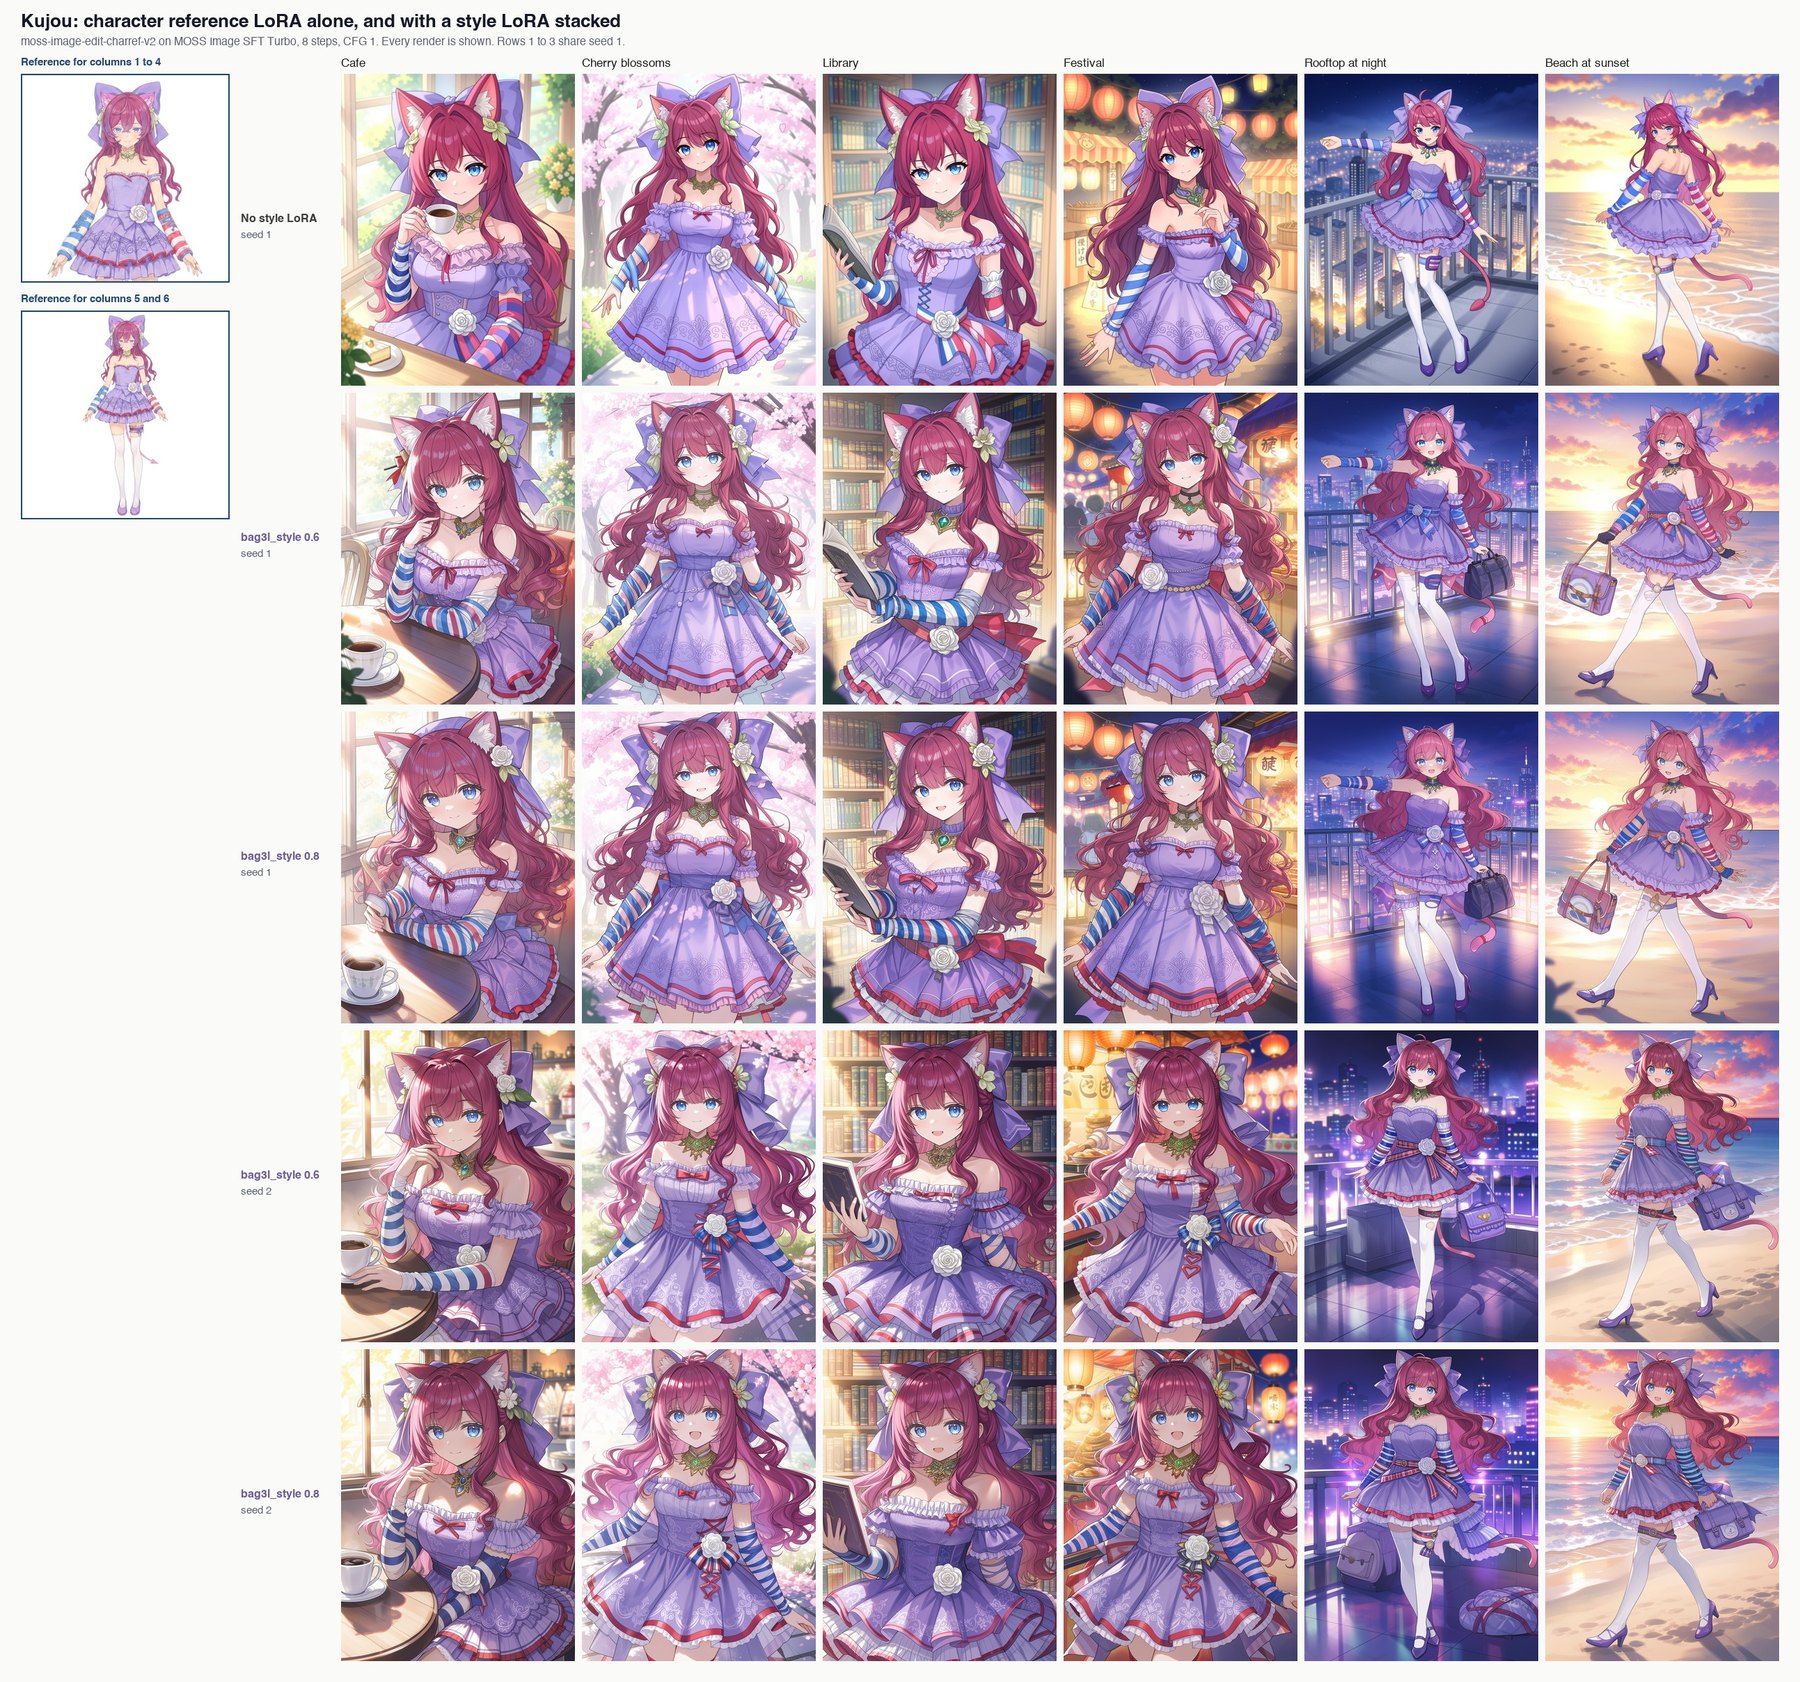 Kujou: character reference LoRA alone, and with a style LoRA stacked
moss-image-edit-charref-v2 on MOSS Image SFT Turbo, 8 steps, CFG 1. Every render is shown. Rows 1 to 3 share seed 1.
Reference for columns 1 to 4
Cafe
Cherry blossoms
Library
Festival
Rooftop at night
Beach at sunset
No style LoRA
seed 1
Reference for columns 5 and 6
bag3l_style 0.6
seed 1
bag3l_style 0.8
seed 1
bag3l_style 0.6
seed 2
bag3l_style 0.8
seed 2